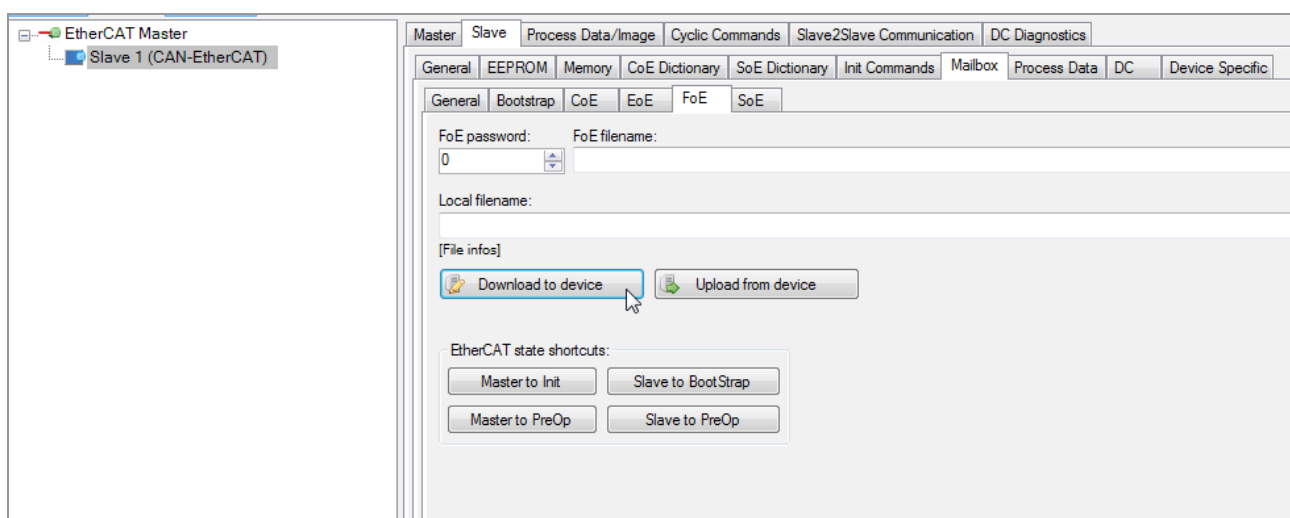 EtherCAT Master
Slave 1 (CAN-EtherCAT)
Master Slave Process Data/Image Cyclic Commands Slave2Slave Communication DC Diagnostics
General EEPROM Memory CoE Dictionary SoE Dictionary Init Commands Mailbox Process Data DC Device Specific
General Bootstrap CoE EoE FoE SoE
FoE password: FoE filename:
0
Local filename:
[File infos]
Download to device Upload from device
EtherCAT state shortcuts:
Master to Init Slave to BootStrap
Master to PreOp Slave to PreOp